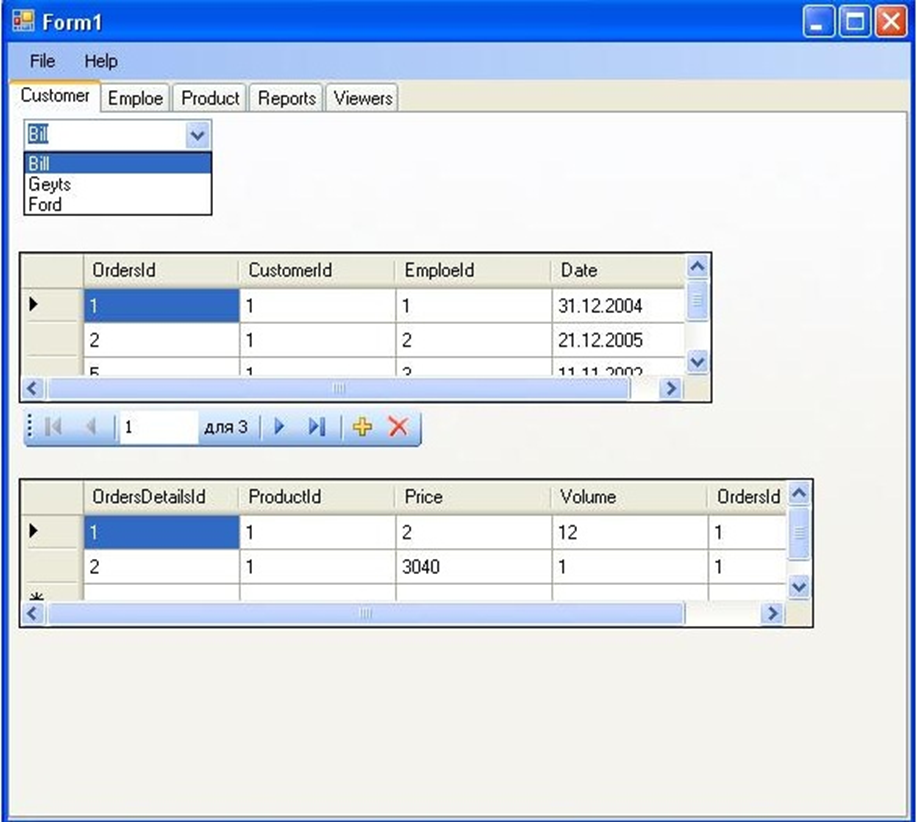 Form1
File Help
Customer Emploe Product Reports Viewers
Bill
Bill
Geyts
Ford
OrdersId CustomerId EmploeId Date
1 1 1 31.12.2004
2 1 2 21.12.2005
5 1 2 11.11.2002
1 для 3
OrdersDetailsId ProductId Price Volume OrdersId
1 1 2 12 1
2 1 3040 1 1